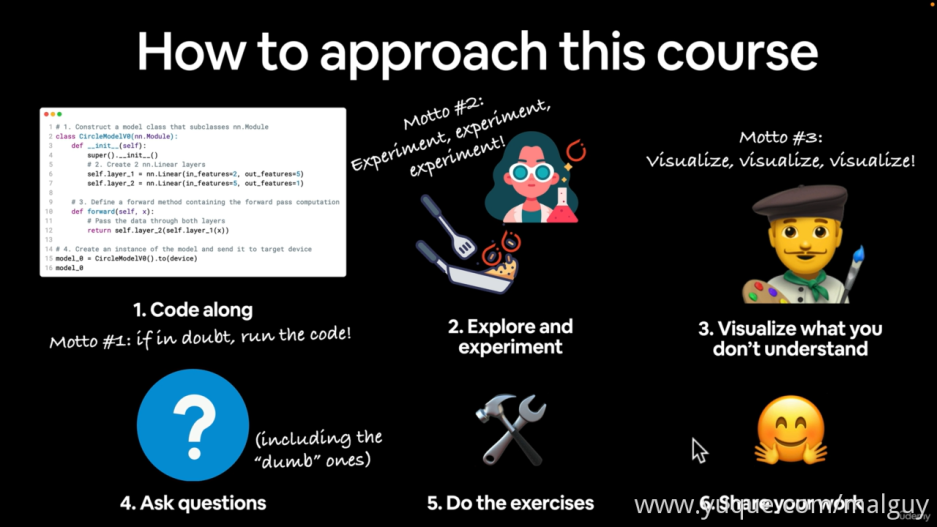 How to approach this course
1 # 1. Construct a model class that subclasses nn.Module
2 class CircleModelV0(nn.Module):
3 def __init__(self):
4 super().__init__()
5 # 2. Create 2 nn.Linear layers
6 self.layer_1 = nn.Linear(in_features=2, out_features=5)
7 self.layer_2 = nn.Linear(in_features=5, out_features=1)
8
9 # 3. Define a forward method containing the forward pass computation
10 def forward(self, x):
11 # Pass the data through both layers
12 return self.layer_2(self.layer_1(x))
13
14 # 4. Create an instance of the model and send it to target device
15 model_0 = CircleModelV0().to(device)
16 model_0
1. Code along
Motto #1: if in doubt, run the code!
Motto #2:
Experiment, experiment,
experiment!
2. Explore and
experiment
Motto #3:
Visualize, visualize, visualize!
3. Visualize what you
don't understand
?
(including the
"dumb" ones)
4. Ask questions
5. Do the exercises
6. Share your work
www.yuque.com/malguy
Udemy